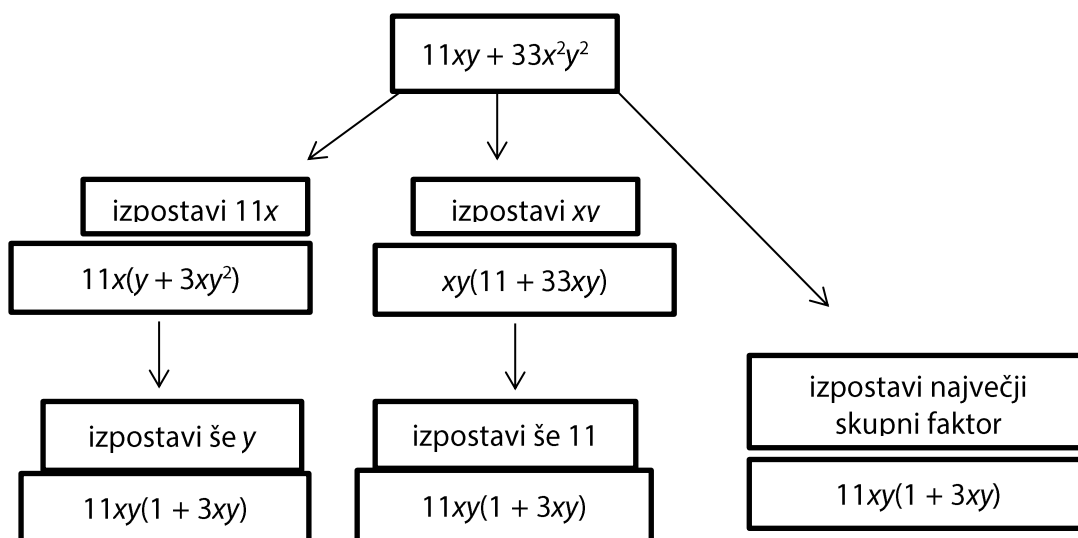 11xy + 33x²y²
izpostavi 11x
izpostavi xy
11x(y + 3xy²)
xy(11 + 33xy)
izpostavi največji
skupni faktor
izpostavi še y
izpostavi še 11
11xy(1 + 3xy)
11xy(1 + 3xy)
11xy(1 + 3xy)